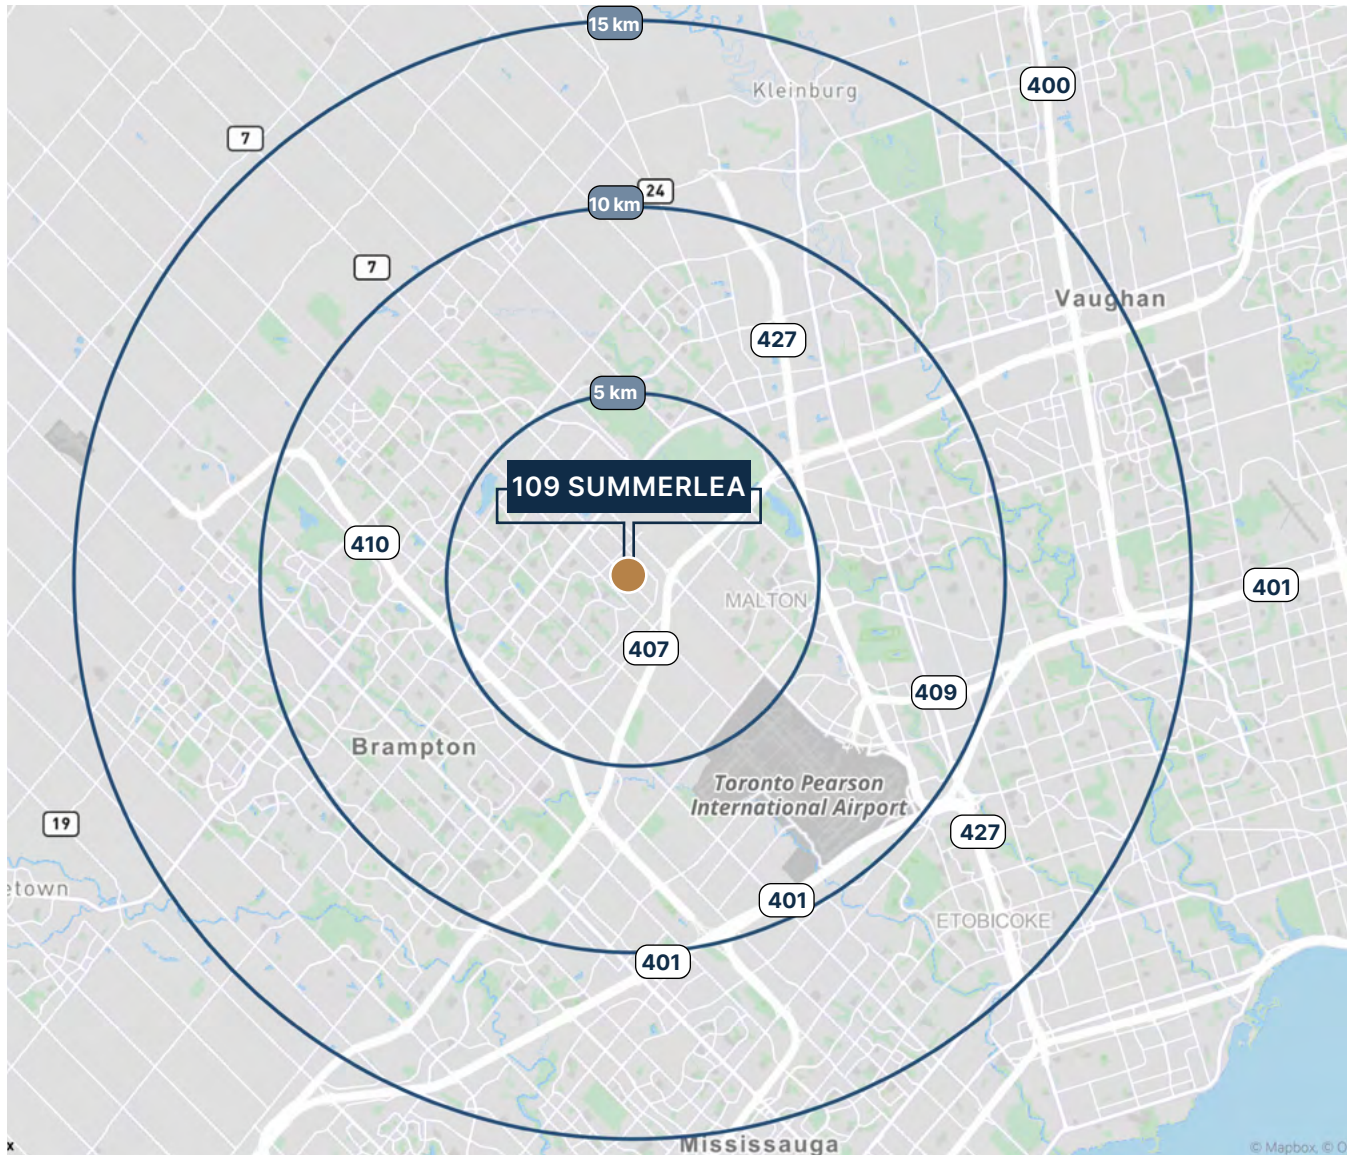 15 km
Kleinburg
400
7
10 km
24
7
Vaughan
427
5 km
109 SUMMERLEA
410
401
MALTON
407
409
Brampton
Toronto Pearson
International Airport
19
427
etown
401
ETOBICOKE
401
Mississauga
x
© Mapbox, © O